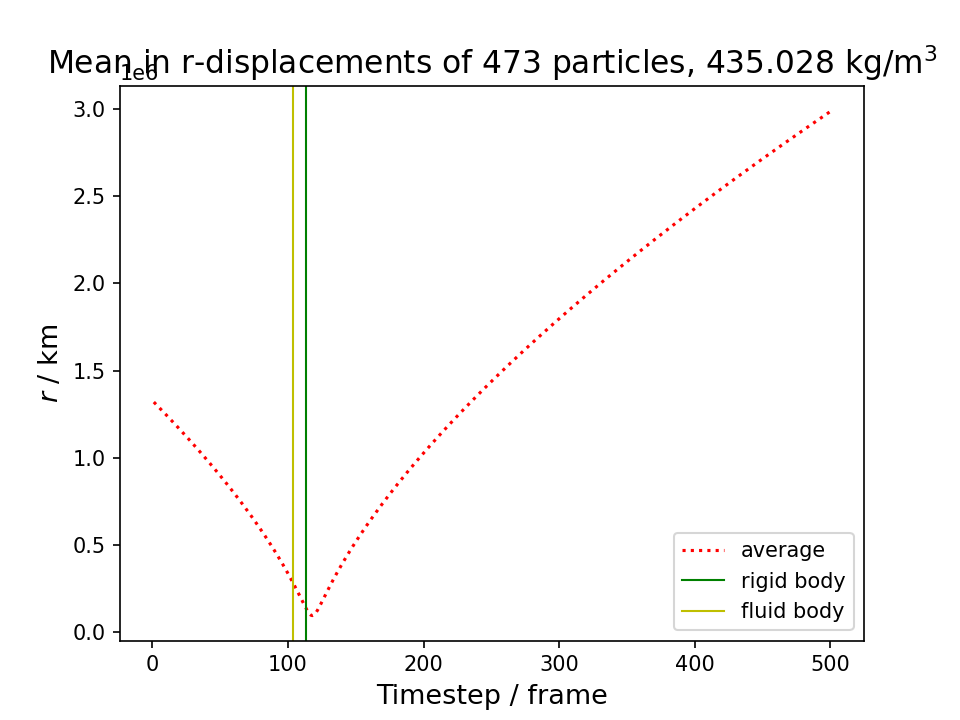 Mean in r-displacements of 473 particles, 435.028 kg/m³
1e6
3.0
2.5
2.0
1.5
1.0
0.5
0.0
r / km
average
rigid body
fluid body
0 100 200 300 400 500
Timestep / frame